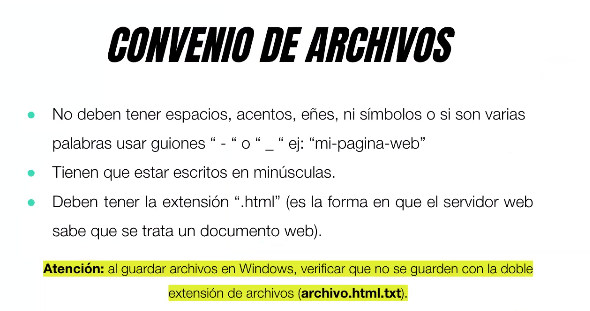 CONVENIO DE ARCHIVOS
● No deben tener espacios, acentos, eñes, ni símbolos o si son varias
palabras usar guiones “ - “ o “ _ “ ej: “mi-pagina-web”
● Tienen que estar escritos en minúsculas.
● Deben tener la extensión “.html” (es la forma en que el servidor web
sabe que se trata un documento web).
Atención: al guardar archivos en Windows, verificar que no se guarden con la doble
extensión de archivos (archivo.html.txt).